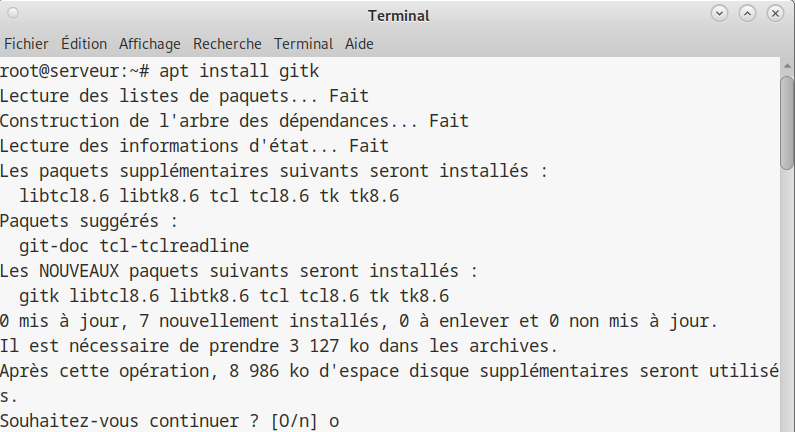 Terminal
Fichier Édition Affichage Recherche Terminal Aide
root@serveur:~# apt install gitk
Lecture des listes de paquets... Fait
Construction de l'arbre des dépendances... Fait
Lecture des informations d'état... Fait
Les paquets supplémentaires suivants seront installés :
  libtcl8.6 libtk8.6 tcl tcl8.6 tk tk8.6
Paquets suggérés :
  git-doc tcl-tclreadline
Les NOUVEAUX paquets suivants seront installés :
  gitk libtcl8.6 libtk8.6 tcl tcl8.6 tk tk8.6
0 mis à jour, 7 nouvellement installés, 0 à enlever et 0 non mis à jour.
Il est nécessaire de prendre 3 127 ko dans les archives.
Après cette opération, 8 986 ko d'espace disque supplémentaires seront utilisé
s.
Souhaitez-vous continuer ? [O/n] o